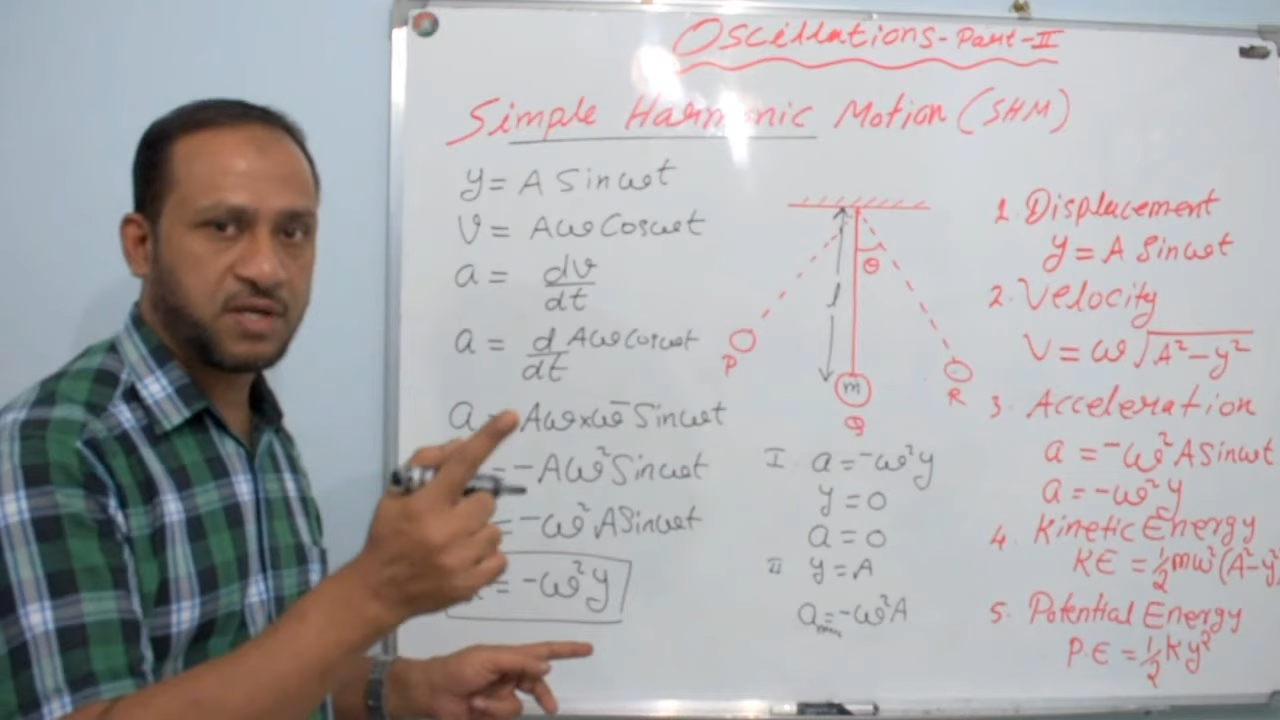 Oscillations-Part-II
Simple Harmonic Motion (SHM)
y = A Sinωt
V = Aω Cosωt
a = dv/dt
a = d/dt Aω cosωt
a = Aω×ω⁻ Sinωt
= -Aω² Sinωt
= -ω² A Sinωt
= -ω²y
θ
l
P
m
Q
R
I a = -ω²y
y = 0
a = 0
II y = A
a = -ω²A
1. Displacement
y = A Sinωt
2. Velocity
V = ω √A² - y²
3. Acceleration
a = -ω² A Sinωt
a = -ω² y
4. Kinetic Energy
KE = ½ mω² (A² - y²
5. Potential Energy
P.E = ½ K y²